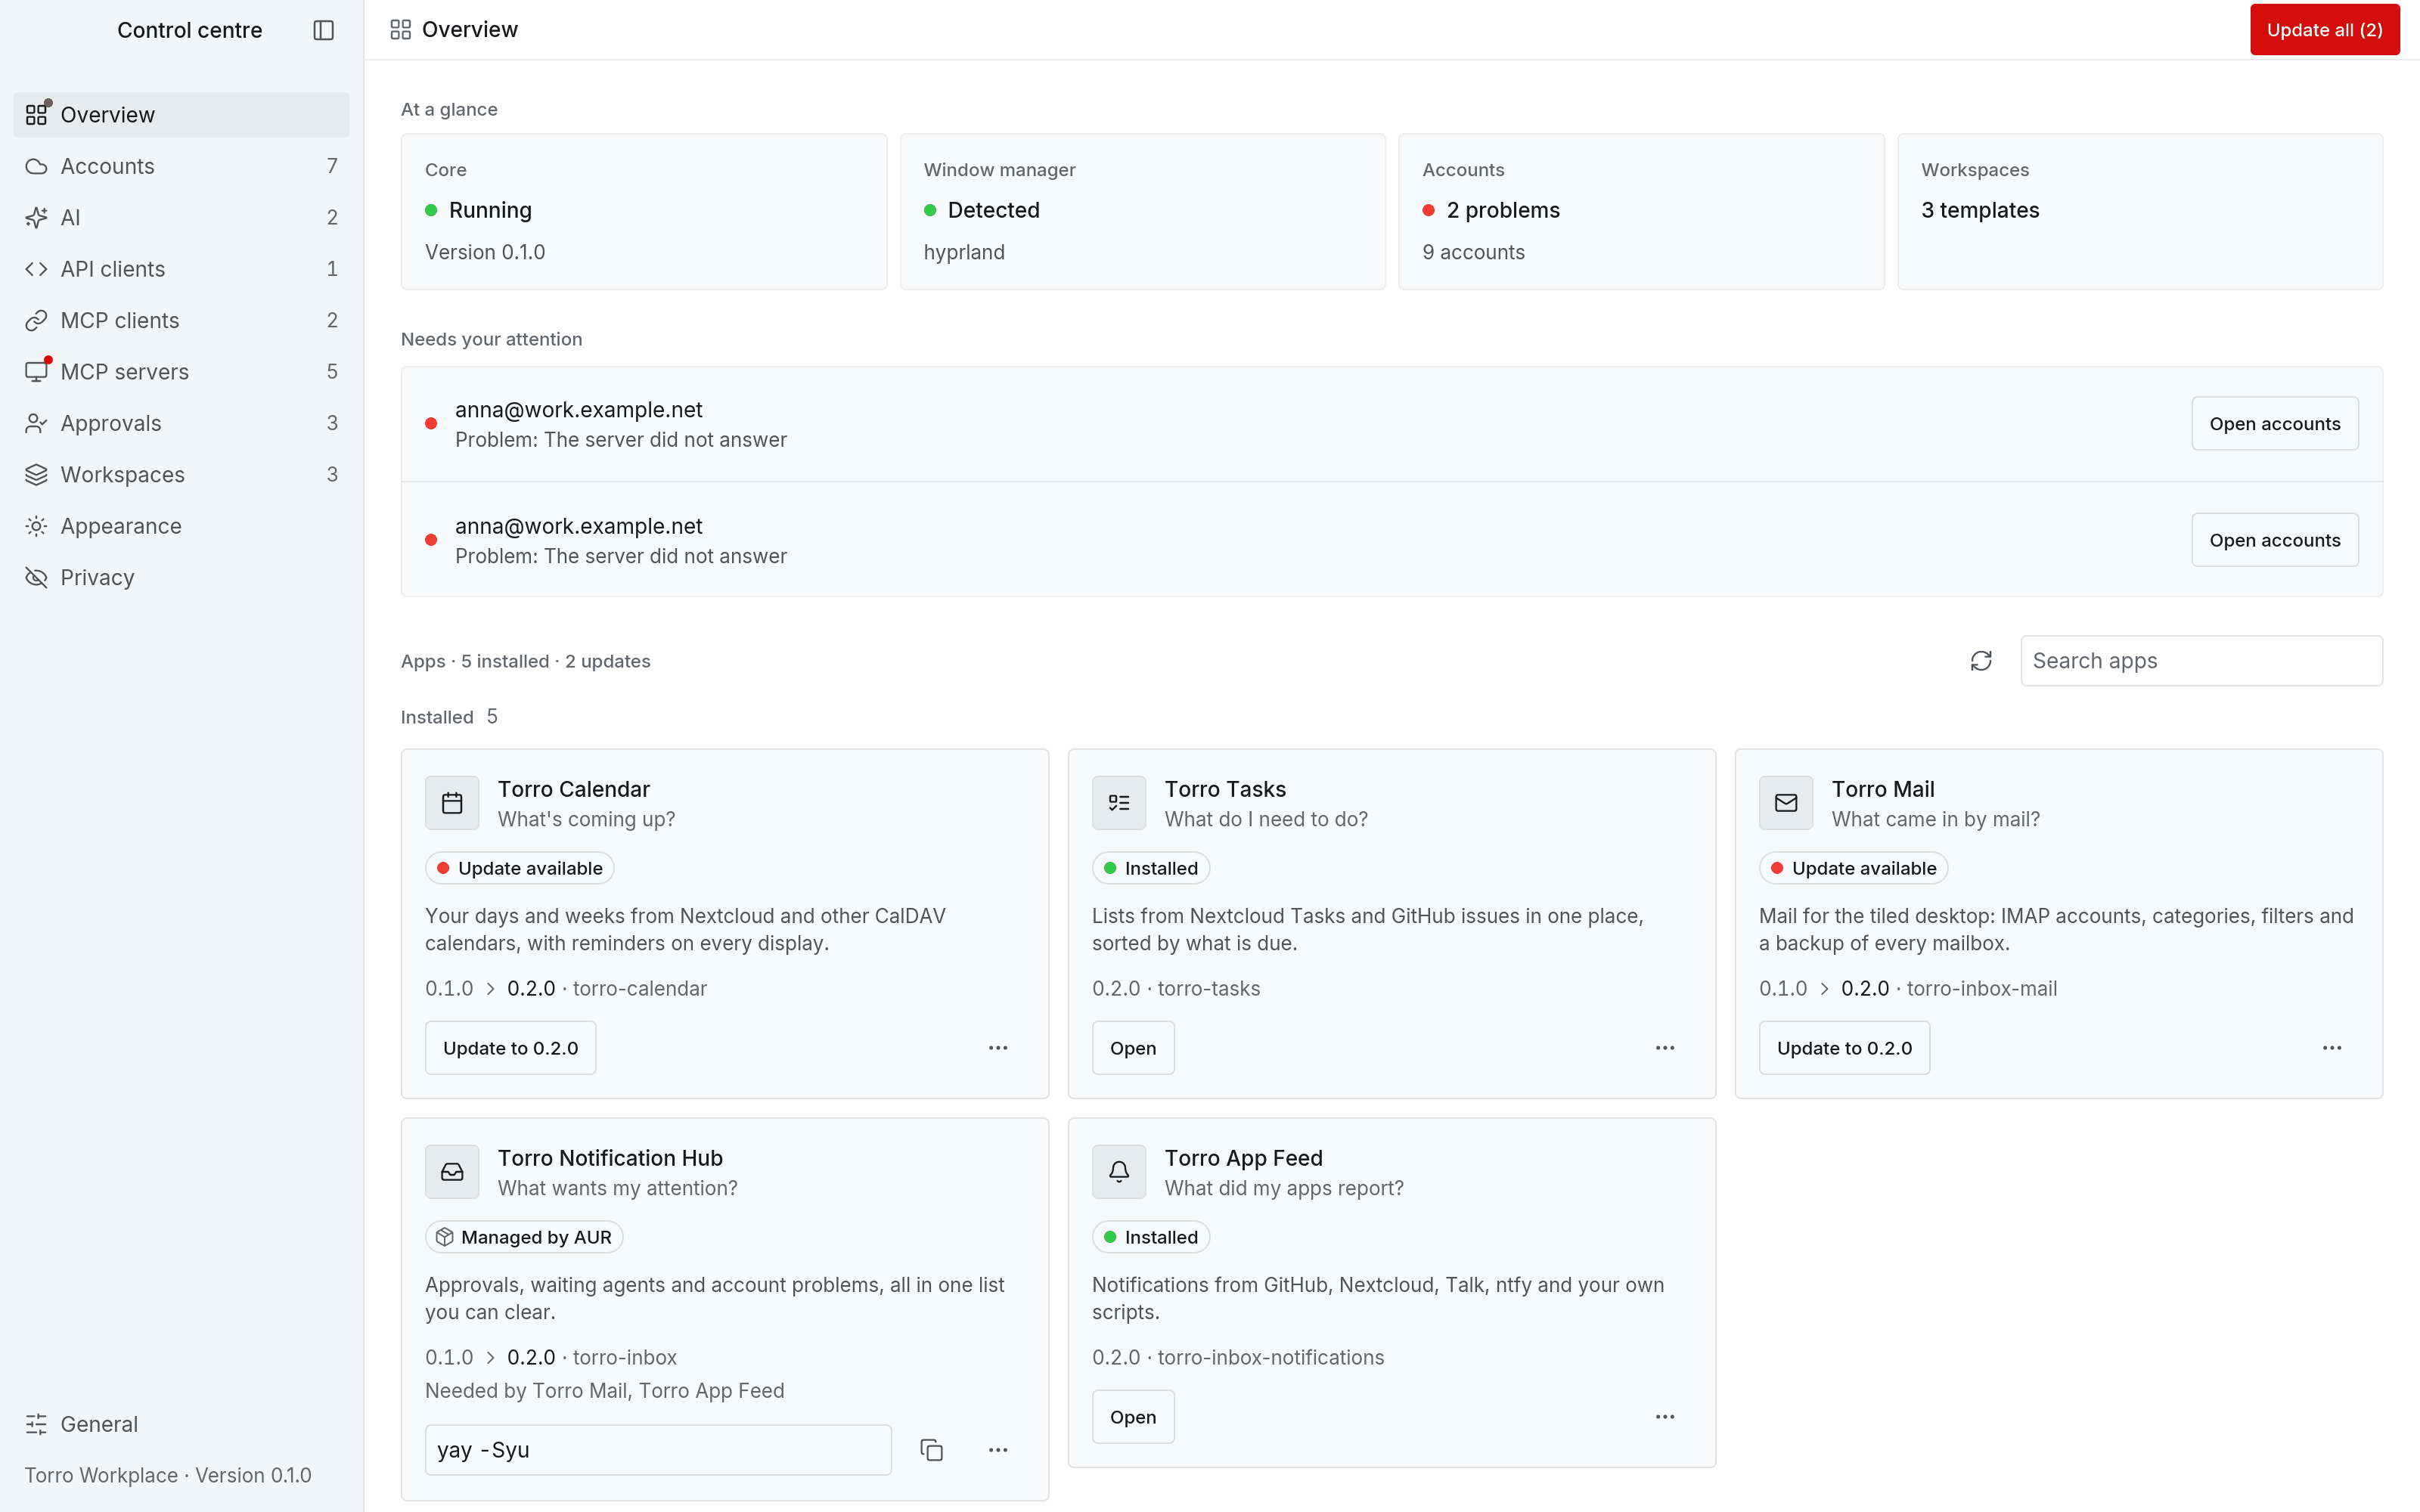 Control centre
Overview
Accounts 7
AI 2
API clients 1
MCP clients 2
MCP servers 5
Approvals 3
Workspaces 3
Appearance
Privacy
General
Torro Workplace · Version 0.1.0
Overview
Update all (2)
At a glance
Core
Running
Version 0.1.0
Window manager
Detected
hyprland
Accounts
2 problems
9 accounts
Workspaces
3 templates
Needs your attention
anna@work.example.net
Problem: The server did not answer
Open accounts
anna@work.example.net
Problem: The server did not answer
Open accounts
Apps · 5 installed · 2 updates
Search apps
Installed 5
Torro Calendar
What's coming up?
Update available
Your days and weeks from Nextcloud and other CalDAV
calendars, with reminders on every display.
0.1.0 > 0.2.0 · torro-calendar
Update to 0.2.0
Torro Tasks
What do I need to do?
Installed
Lists from Nextcloud Tasks and GitHub issues in one place,
sorted by what is due.
0.2.0 · torro-tasks
Open
Torro Mail
What came in by mail?
Update available
Mail for the tiled desktop: IMAP accounts, categories, filters and
a backup of every mailbox.
0.1.0 > 0.2.0 · torro-inbox-mail
Update to 0.2.0
Torro Notification Hub
What wants my attention?
Managed by AUR
Approvals, waiting agents and account problems, all in one list
you can clear.
0.1.0 > 0.2.0 · torro-inbox
Needed by Torro Mail, Torro App Feed
yay -Syu
Torro App Feed
What did my apps report?
Installed
Notifications from GitHub, Nextcloud, Talk, ntfy and your own
scripts.
0.2.0 · torro-inbox-notifications
Open